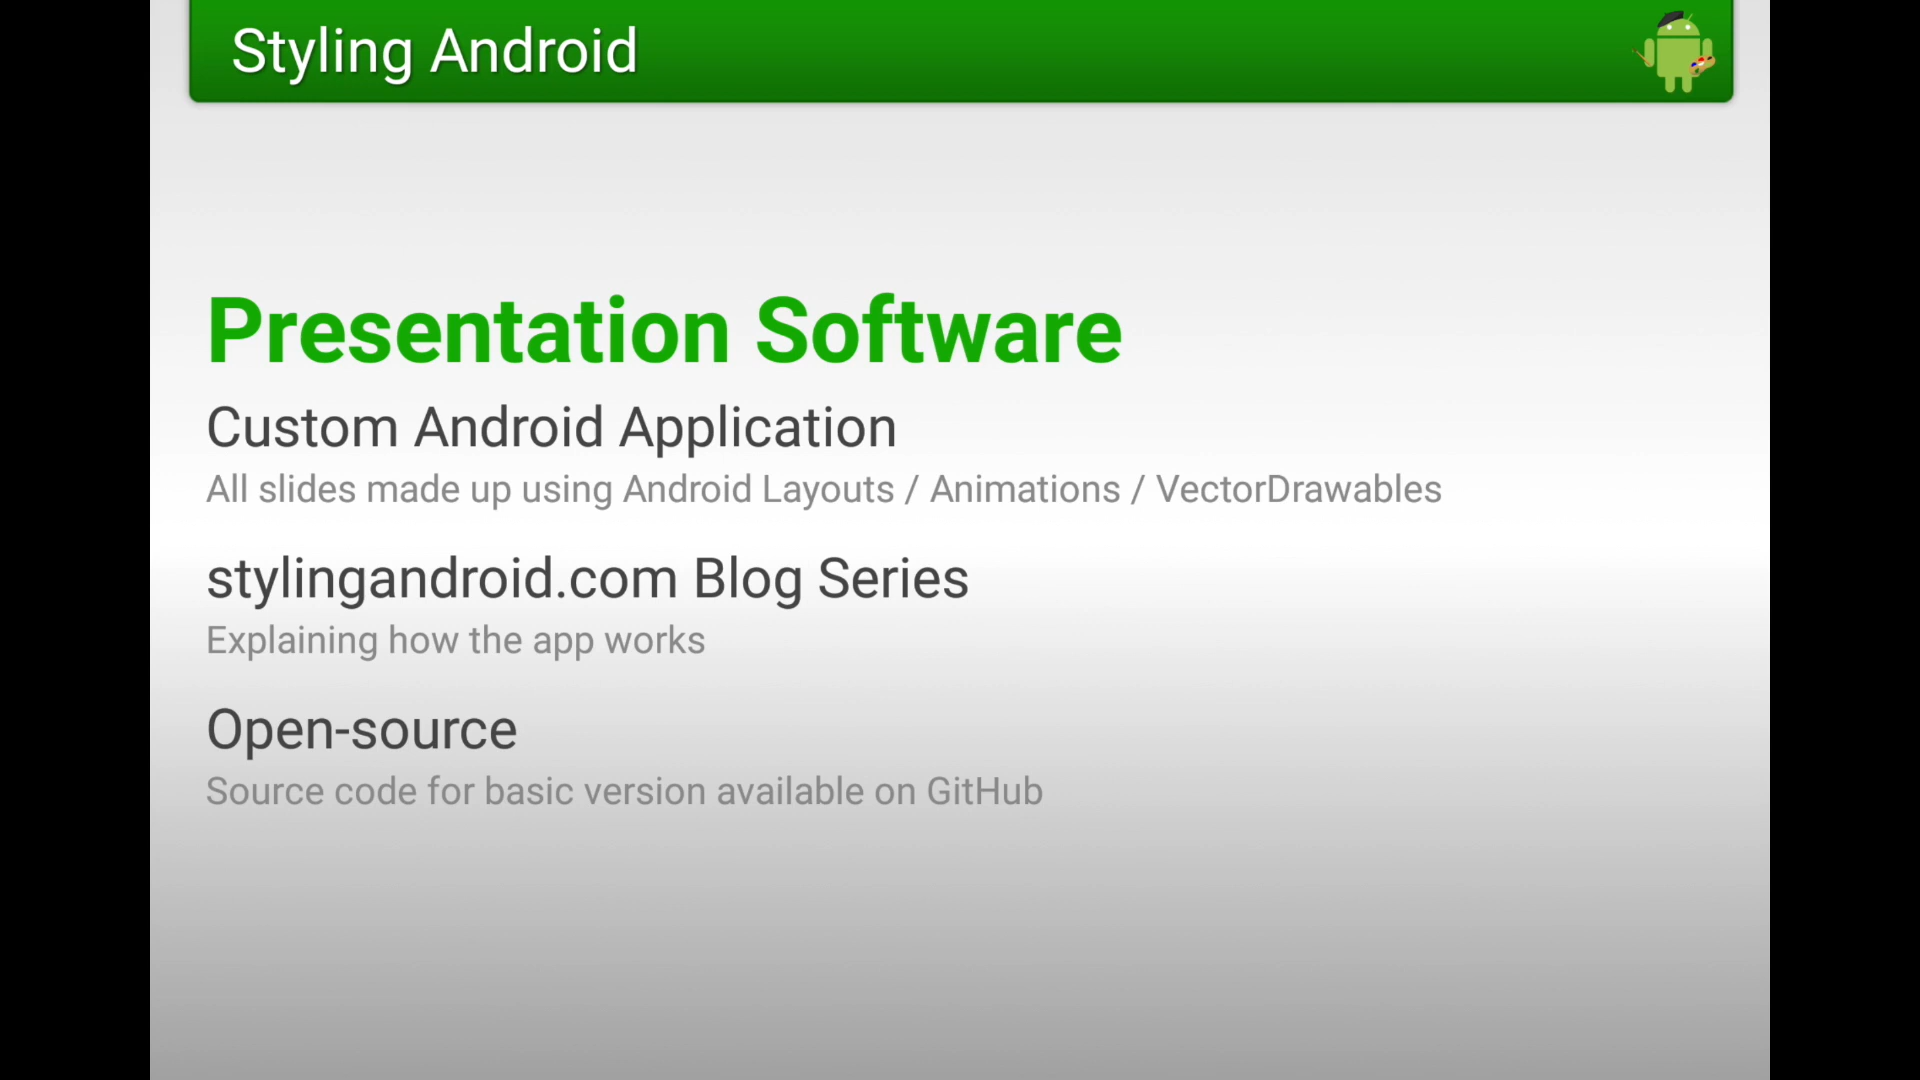 Styling Android
Presentation Software
Custom Android Application
All slides made up using Android Layouts / Animations / VectorDrawables
stylingandroid.com Blog Series
Explaining how the app works
Open-source
Source code for basic version available on GitHub